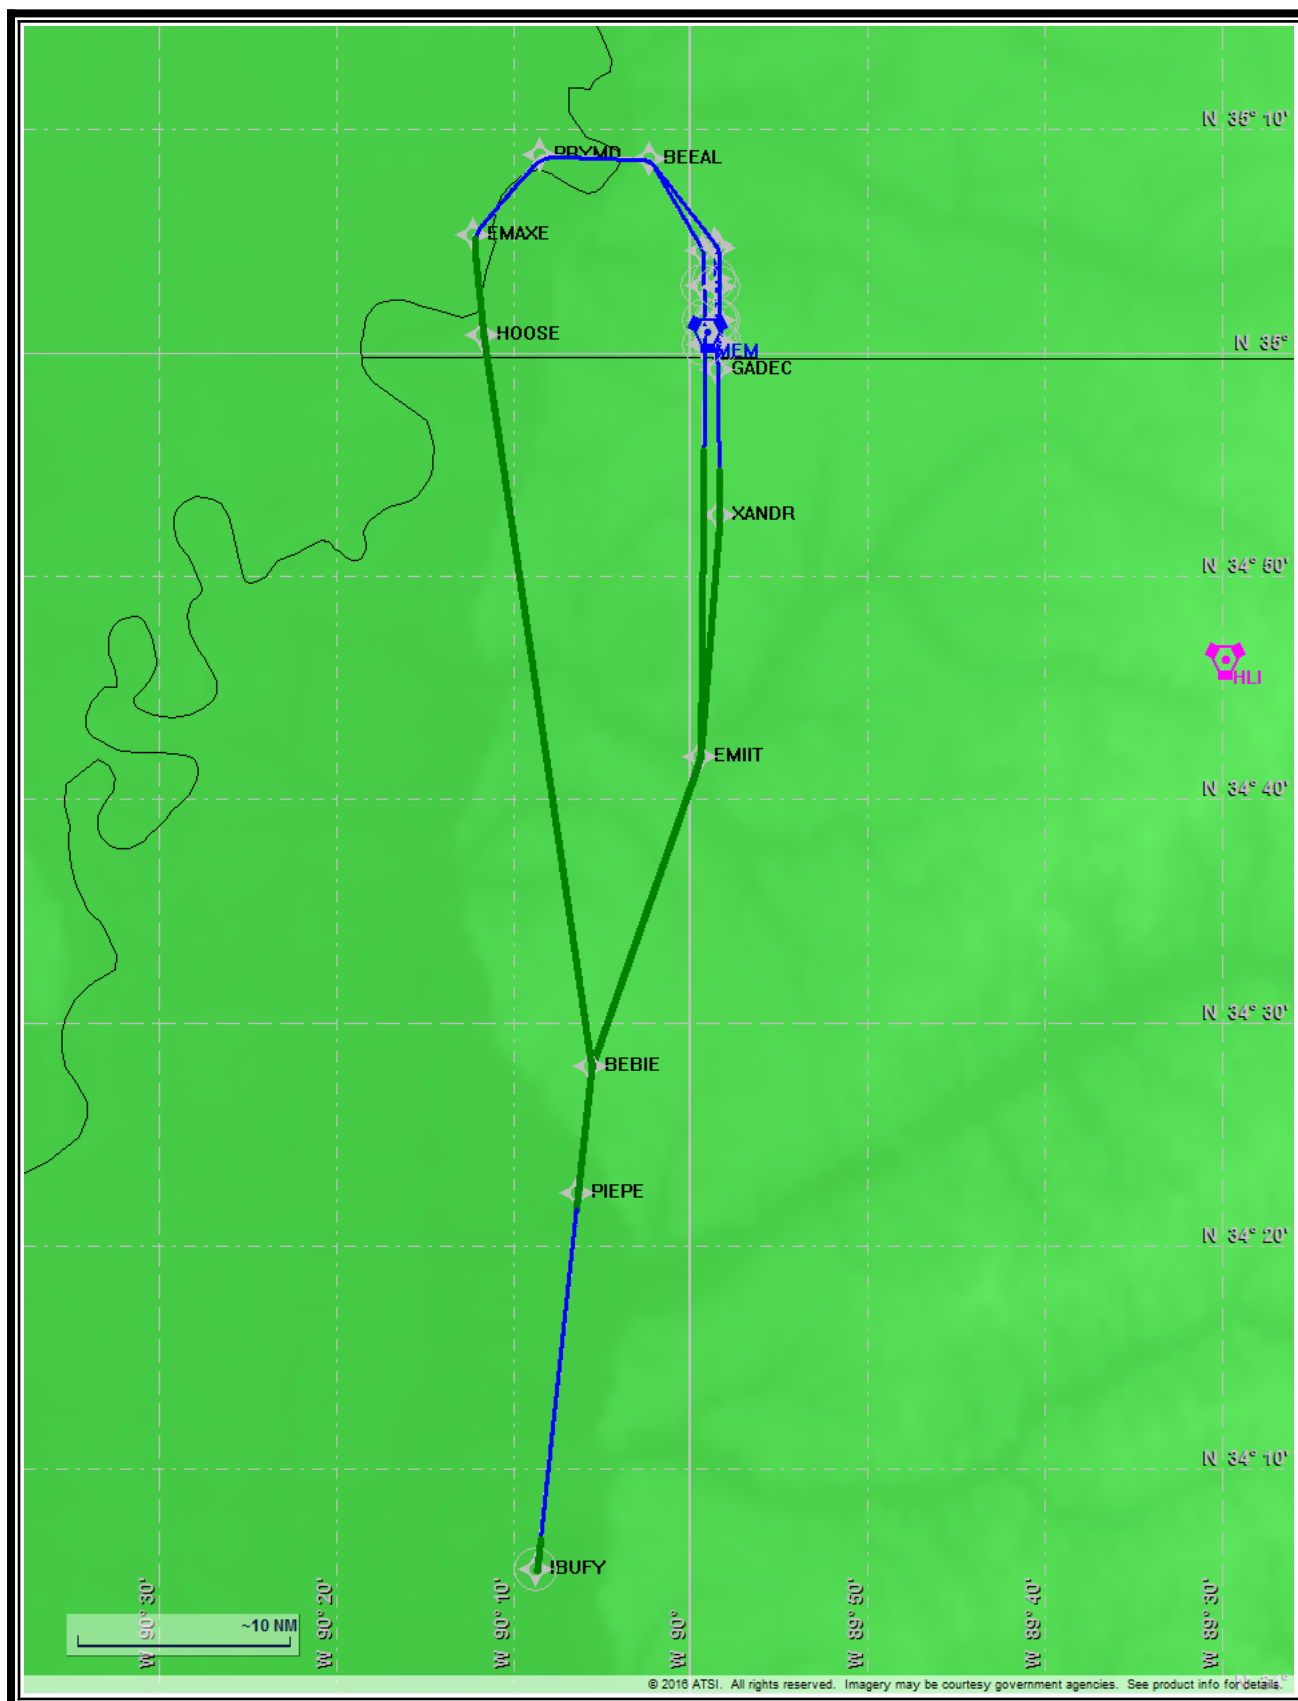 N 35° 10'
PRYMD
BEEAL
EMAXE
HOOSE
N 35°
MEM
GADEC
XANDR
N 34° 50'
HLI
EMIIT
N 34° 40'
N 34° 30'
BEBIE
PIEPE
N 34° 20'
N 34° 10'
IBUFY
W 90° 30'
W 90° 20'
W 90° 10'
W 90°
W 89° 50'
W 89° 40'
W 89° 30'
~10 NM
© 2016 ATSI. All rights reserved. Imagery may be courtesy government agencies. See product info for details.